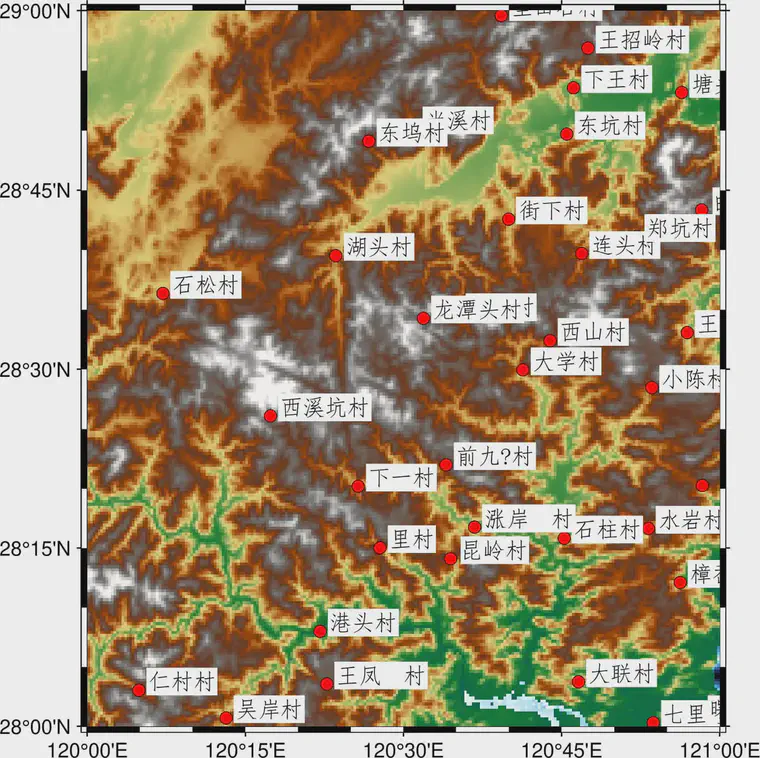 29°00'N
王招岭村
下王村
塘
溪村
东坞村
东坑村
28°45'N
街下村
郑坑村
连头村
湖头村
石松村
龙潭头村
王
西山村
28°30'N
大学村
小陈村
西溪坑村
前九?村
下一村
涨岸 村
水岩村
石柱村
里村
28°15'N
昆岭村
樟
港头村
大联村
王凤 村
仁村村
吴岸村
七里
28°00'N
120°00'E 120°15'E 120°30'E 120°45'E 121°00'E